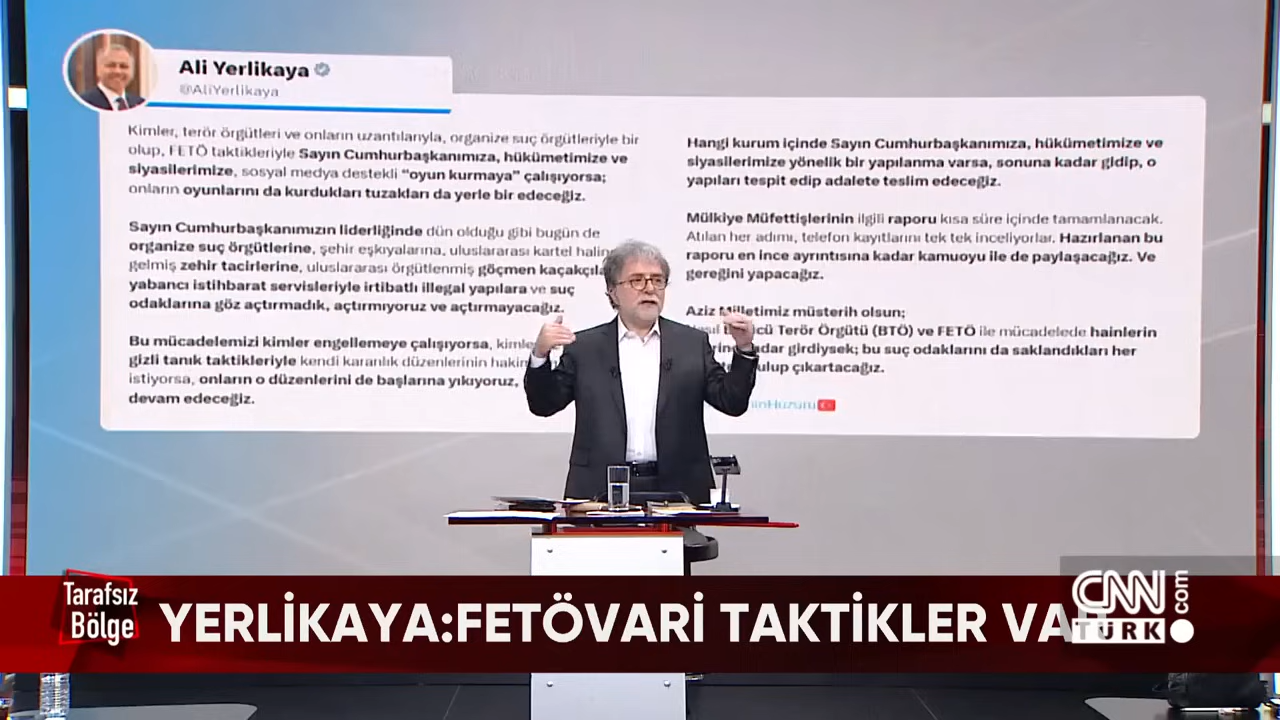 Ali Yerlikaya
@AliYerlikaya
Kimler, terör örgütleri ve onların uzantılarıyla, organize suç örgütleriyle bir
olup, FETÖ taktikleriyle Sayın Cumhurbaşkanımıza, hükümetimize ve
siyasilerimize, sosyal medya destekli “oyun kurmaya” çalışıyorsa;
onların oyunlarını da kurdukları tuzakları da yerle bir edeceğiz.
Sayın Cumhurbaşkanımızın liderliğinde dün olduğu gibi bugün de
organize suç örgütlerine, şehir eşkıyalarına, uluslararası kartel
gelmiş zehir tacirlerine, uluslararası örgütlenmiş göçmen
yabancı istihbarat servisleriyle irtibatlı illegal yapılara ve suç
odaklarına göz açtırmadık, açtırmıyoruz ve açtırmayacağız.
Bu mücadelemizi kimler engellemeye çalışıyorsa,
gizli tanık taktikleriyle kendi karanlık düzenlerinin
istiyorsa, onların o düzenlerini de başlarına yıkıyoruz,
devam edeceğiz.
Hangi kurum içinde Sayın Cumhurbaşkanımıza, hükümetimize ve
siyasilerimize yönelik bir yapılanma varsa, sonuna kadar gidip, o
yapıları tespit edip adalete teslim edeceğiz.
Mülkiye Müfettişlerinin ilgili raporu kısa süre içinde tamamlanacak.
Atılan her adımı, telefon kayıtlarını tek tek inceliyorlar. Hazırlanan bu
raporu en ince ayrıntısına kadar kamuoyu ile de paylaşacağız. Ve
gereğini yapacağız.
Aziz Milletimiz müsterih olsun;
Terör Örgütü (BTÖ) ve FETÖ ile mücadelede hainlerin
girdiysek; bu suç odaklarını da saklandıkları her
çıkartacağız.
Tarafsız
Bölge
YERLİKAYA:FETÖVARİ TAKTİKLER
CNN
TÜRK
.com